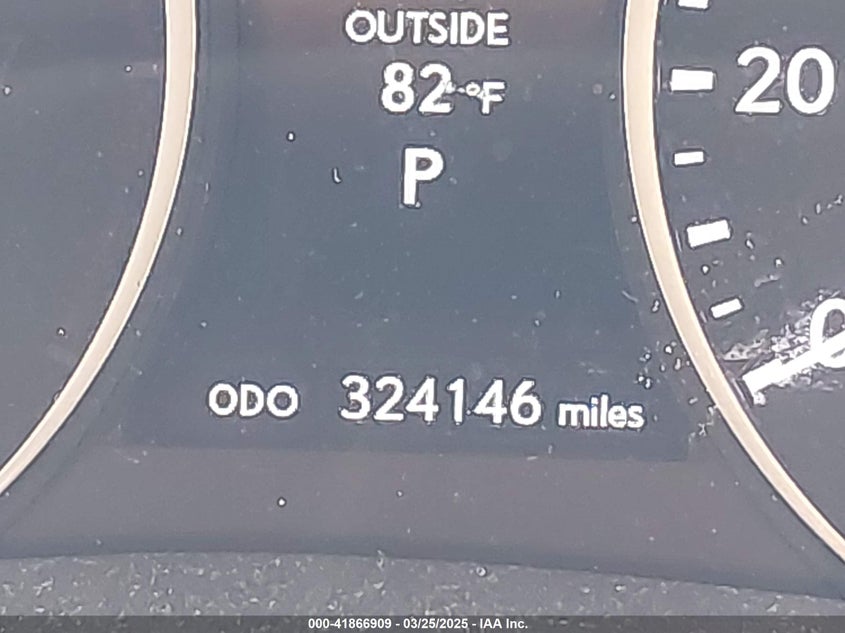 OUTSIDE
82°F
20
P
ODO 324146 miles
000-41866909 - 03/25/2025 - IAA Inc.